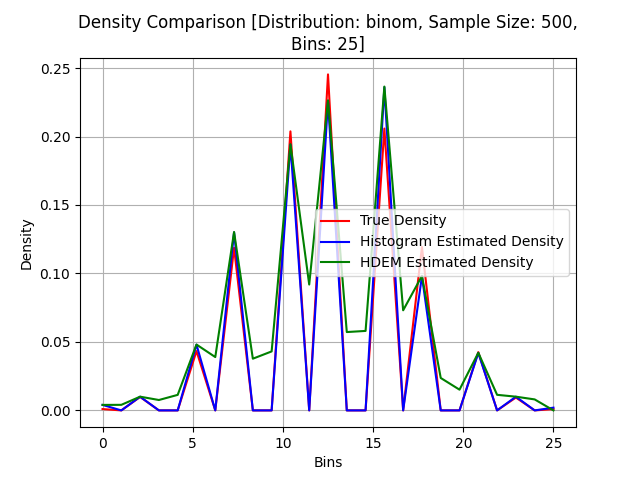 Density Comparison [Distribution: binom, Sample Size: 500,
Bins: 25]
0.25
0.20
0.15
0.10
0.05
0.00
Density
True Density
Histogram Estimated Density
HDEM Estimated Density
0 5 10 15 20 25
Bins